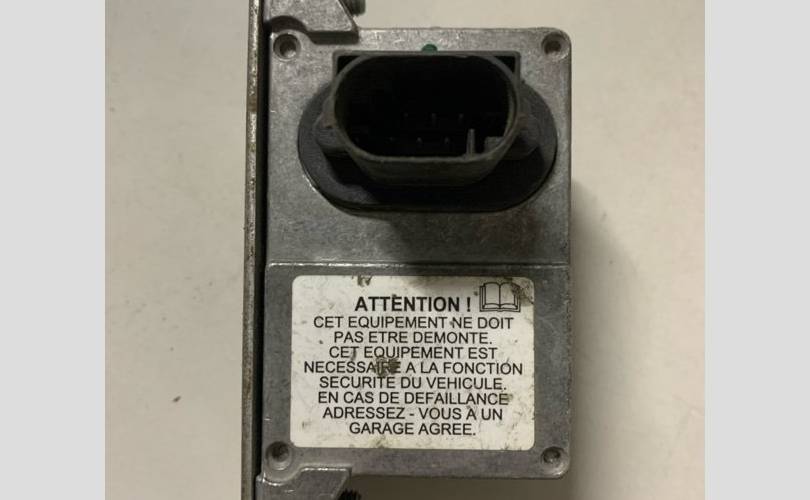 ATTENTION !
CET EQUIPEMENT NE DOIT
PAS ETRE DEMONTE.
CET EQUIPEMENT EST
NECESSAIRE A LA FONCTION
SECURITE DU VEHICULE.
EN CAS DE DEFAILLANCE
ADRESSEZ - VOUS A UN
GARAGE AGREE.